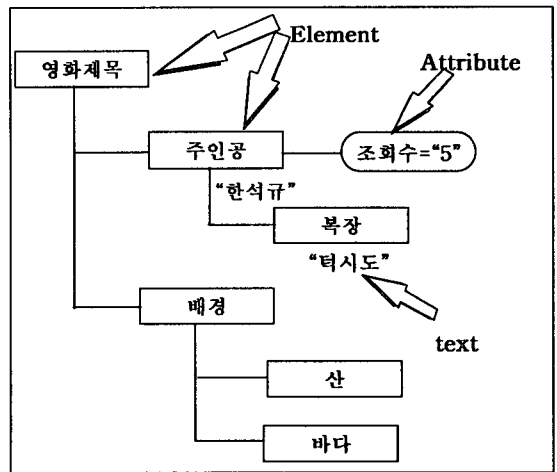 Element
영화제목
Attribute
주인공
조회수="5"
"한석규"
복장
"턱시도"
배경
text
산
바다